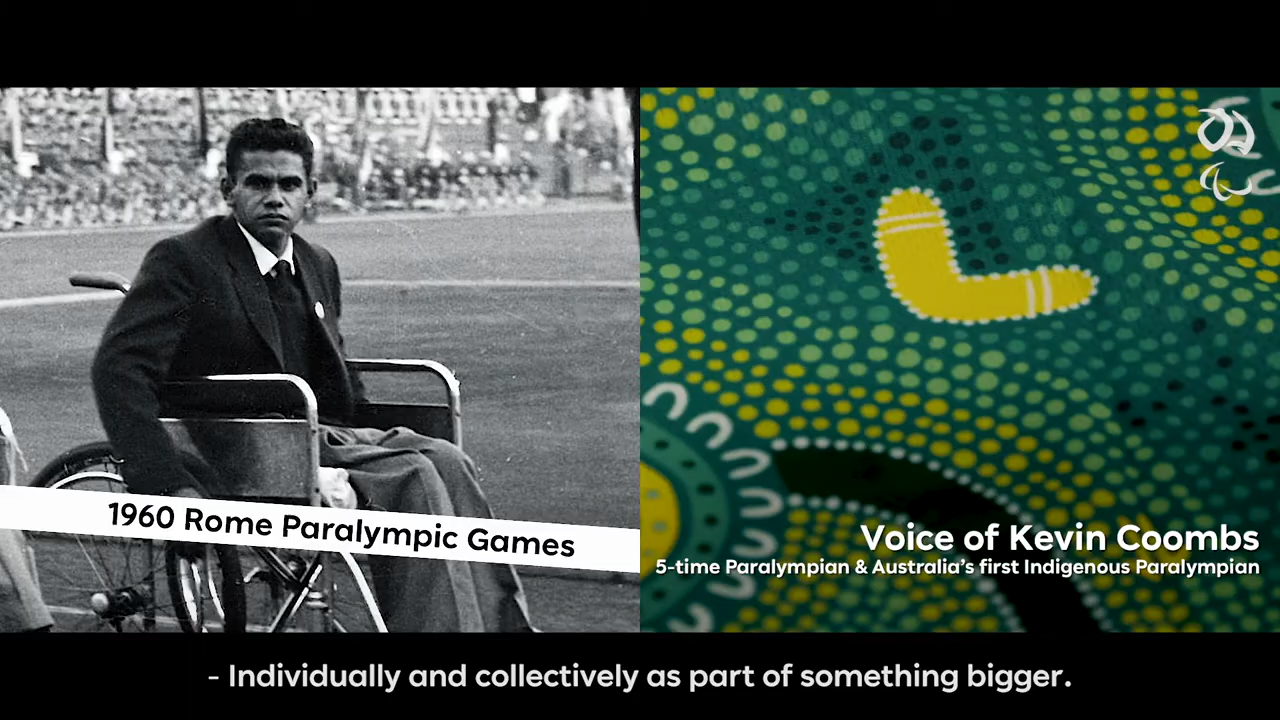 1960 Rome Paralympic Games
Voice of Kevin Coombs
5-time Paralympian & Australia's first Indigenous Paralympian
- Individually and collectively as part of something bigger.